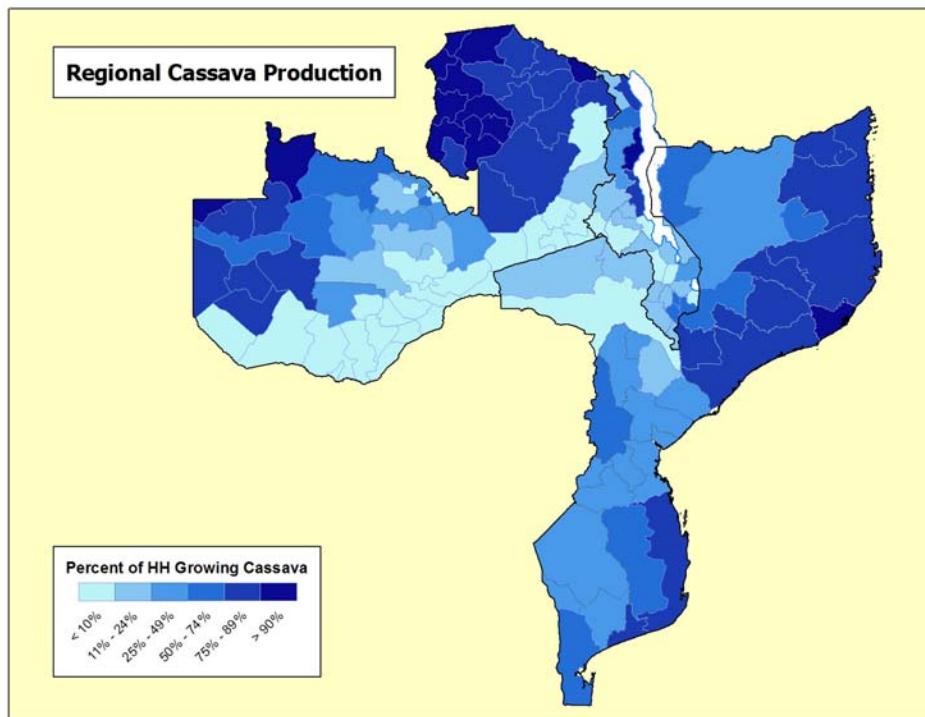 Regional Cassava Production
Percent of HH Growing Cassava
< 10%
11% - 24%
25% - 49%
50% - 74%
75% - 89%
> 90%